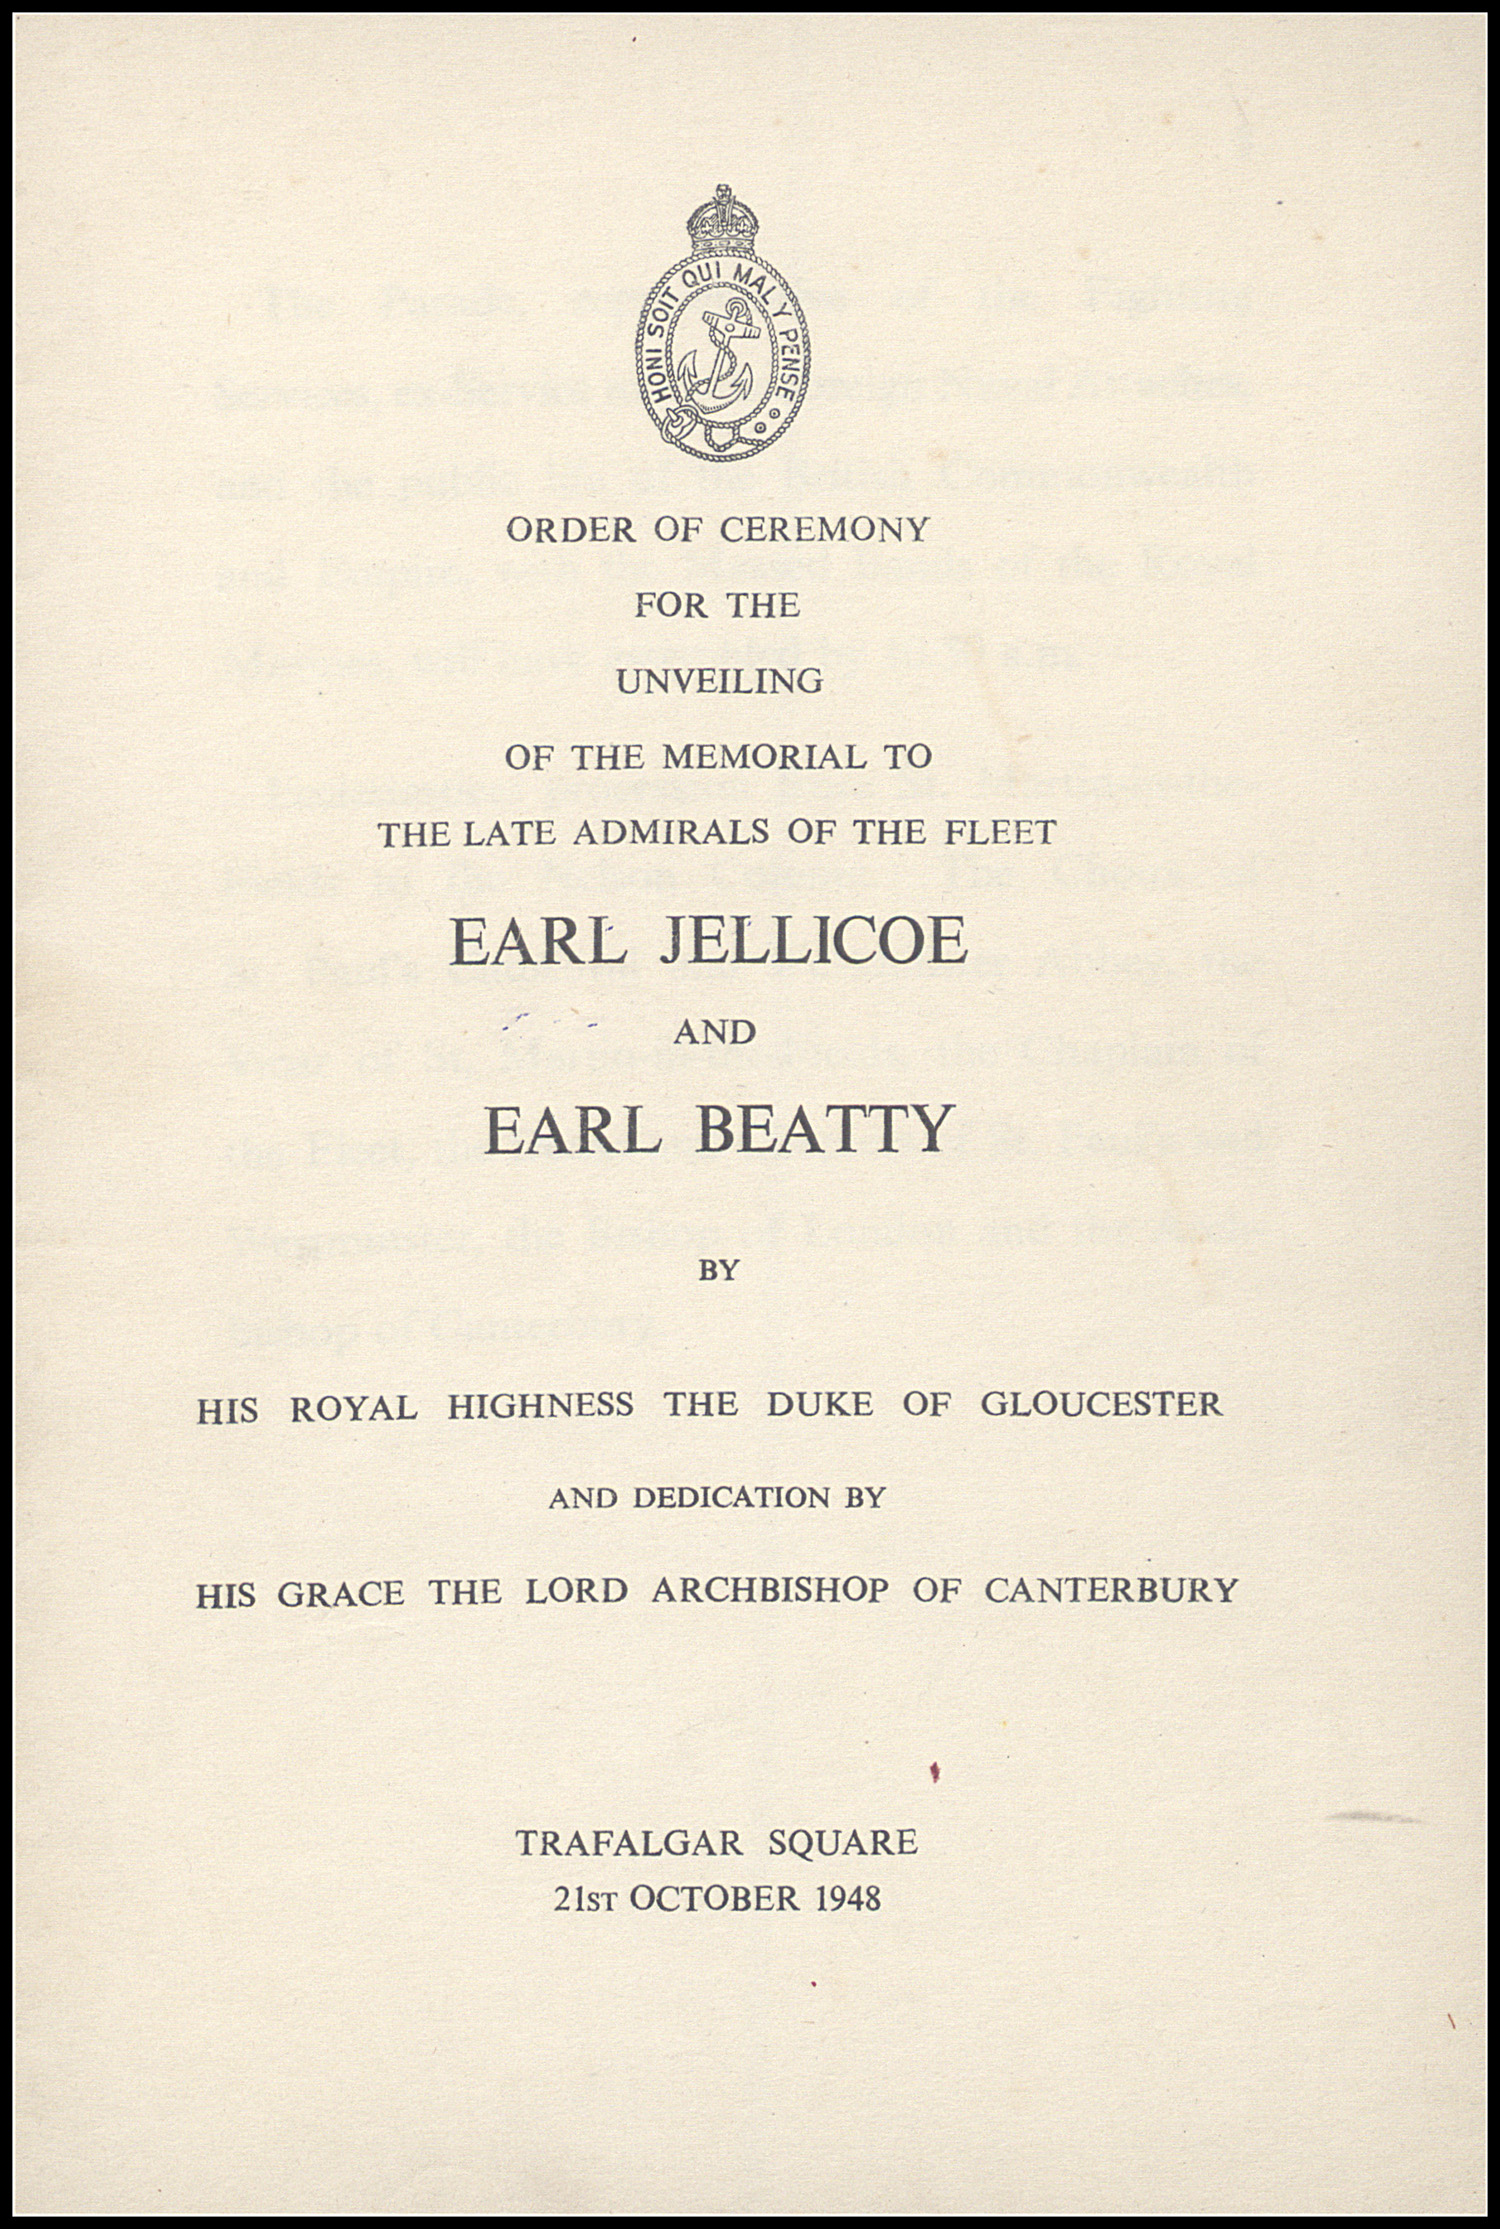 HONI SOIT QUI MAL Y PENSE
ORDER OF CEREMONY
FOR THE
UNVEILING
OF THE MEMORIAL TO
THE LATE ADMIRALS OF THE FLEET
EARL JELLICOE
AND
EARL BEATTY
BY
HIS ROYAL HIGHNESS THE DUKE OF GLOUCESTER
AND DEDICATION BY
HIS GRACE THE LORD ARCHBISHOP OF CANTERBURY
TRAFALGAR SQUARE
21ST OCTOBER 1948